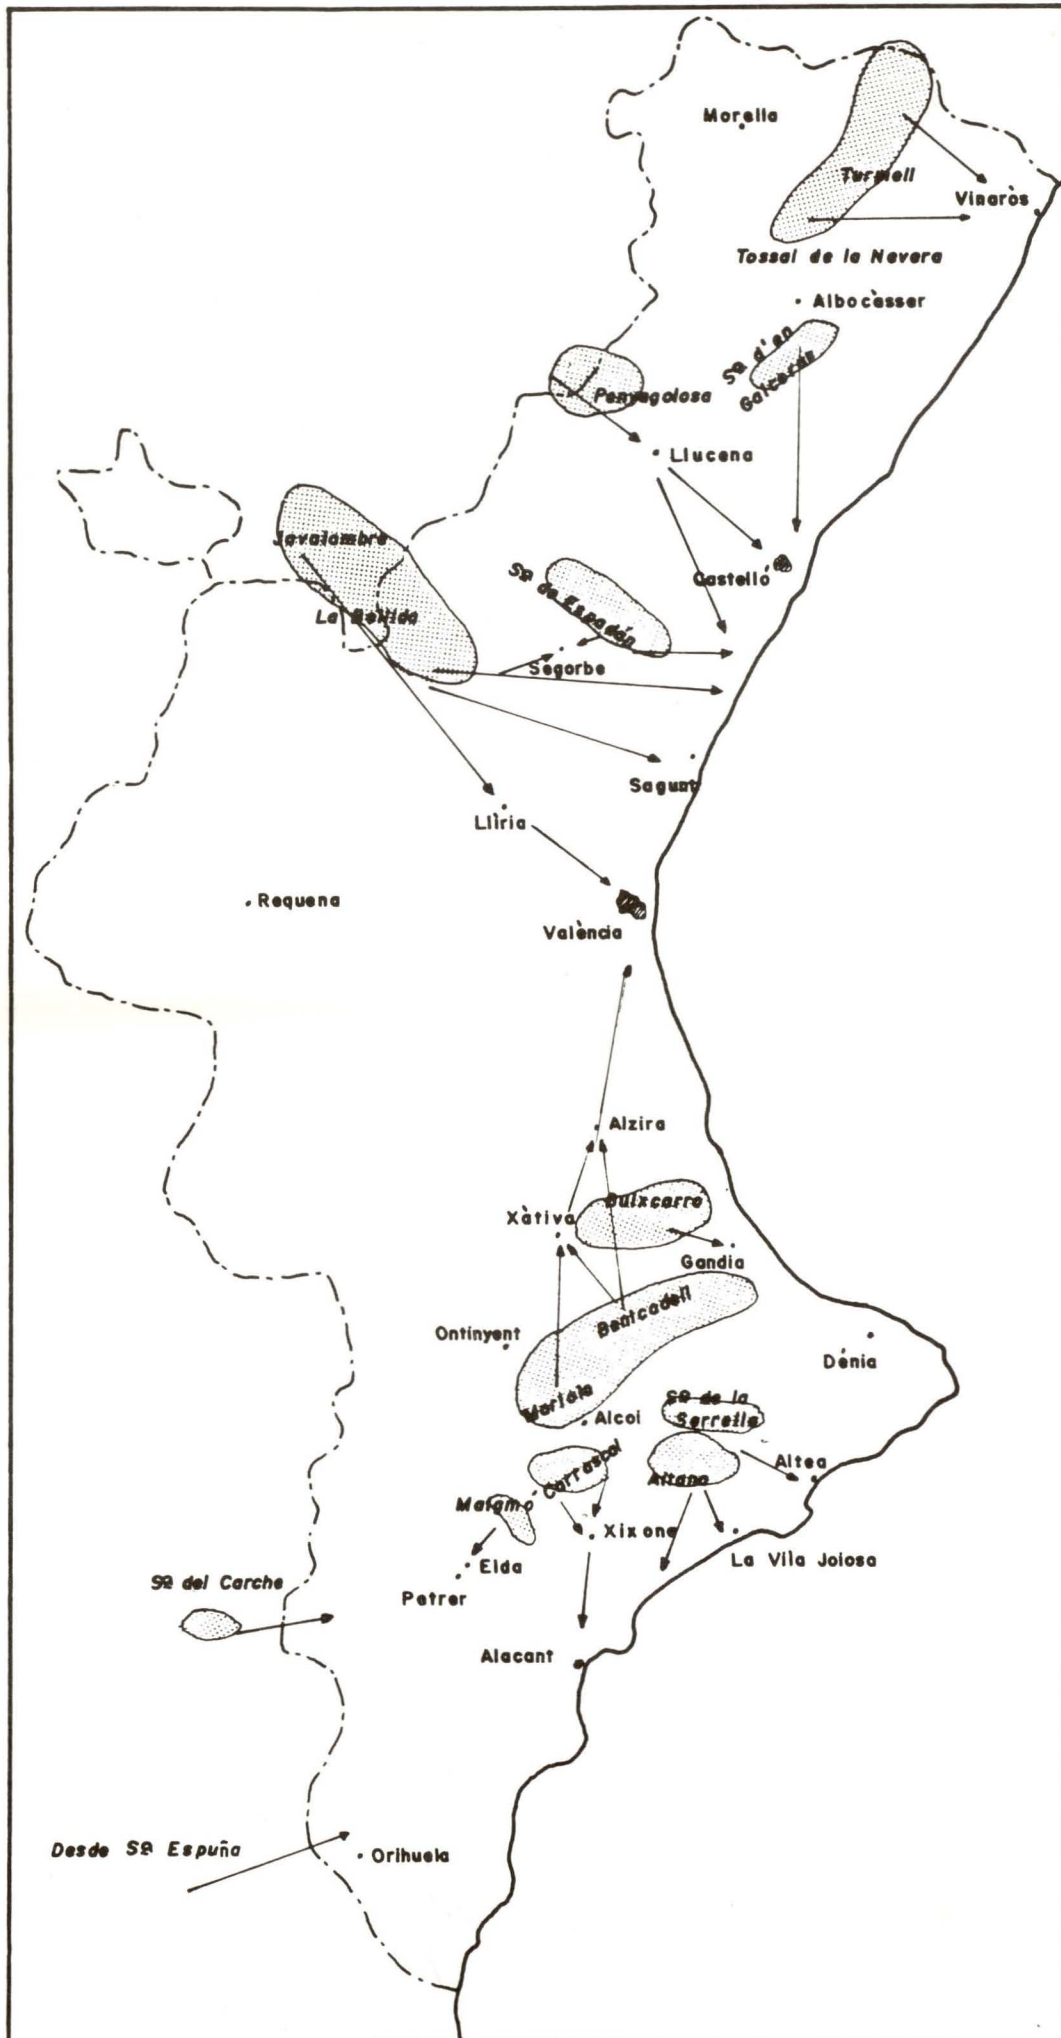 Morella
Turmell
Vinaròs
Tossal de la Nevera
Albocàsser
Sª d'en
Galceran
Penyagolosa
Llucena
Javalambre
Castelló
Sª de Espadán
La Bellida
Segorbe
Sagunt
Llíria
Requena
València
Alzira
Buixcarro
Xàtiva
Gandia
Benicadell
Ontinyent
Dénia
Mariola
Sª de la
Serrella
Alcoi
Altea
Carrascal
Aitana
Maigmó
Xixona
La Vila Joiosa
Elda
Petrer
Sª del Carche
Alacant
Desde Sª Espuña
Orihuela